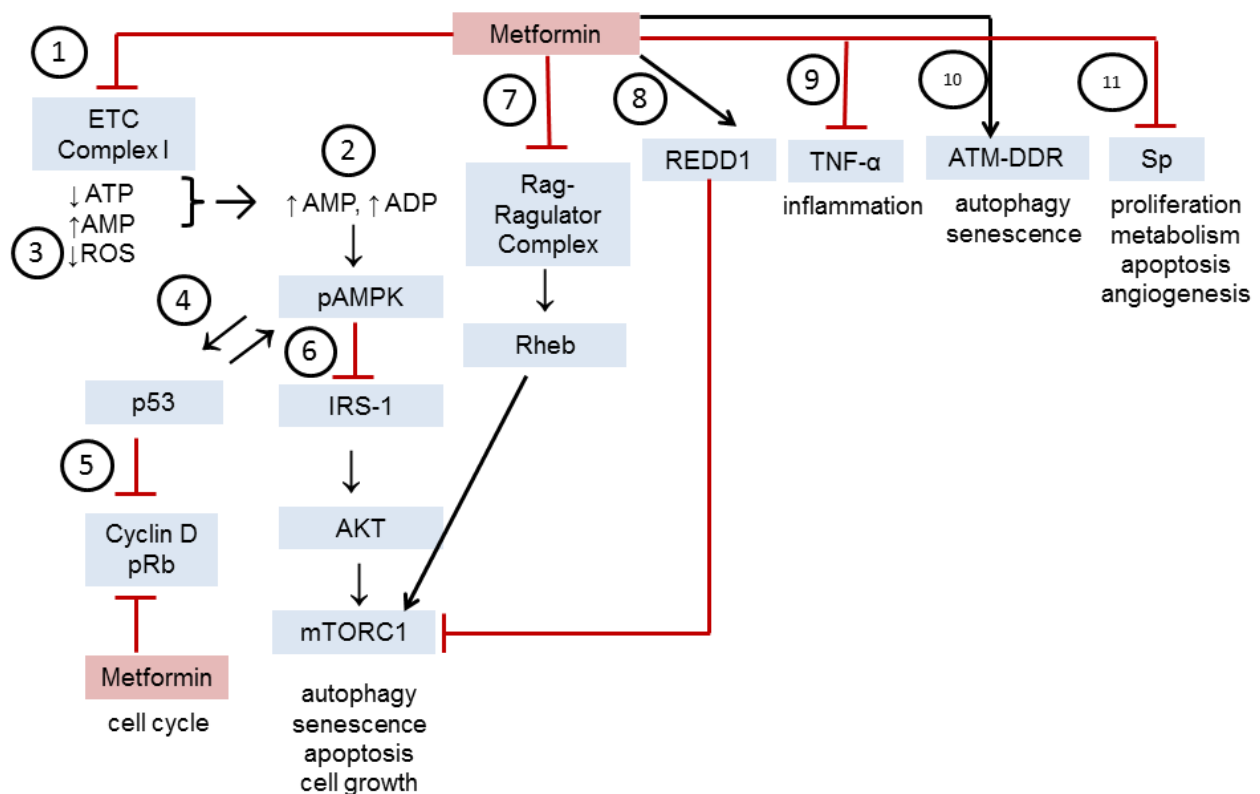 Metformin
1
ETC
Complex I
↓ATP
↑AMP
3
↓ROS
2
↑AMP, ↑ADP
4
pAMPK
6
p53
IRS-1
5
Cyclin D
pRb
AKT
mTORC1
Metformin
cell cycle
autophagy
senescence
apoptosis
cell growth
7
Rag-
Ragulator
Complex
Rheb
8
REDD1
9
TNF-α
inflammation
10
ATM-DDR
autophagy
senescence
11
Sp
proliferation
metabolism
apoptosis
angiogenesis